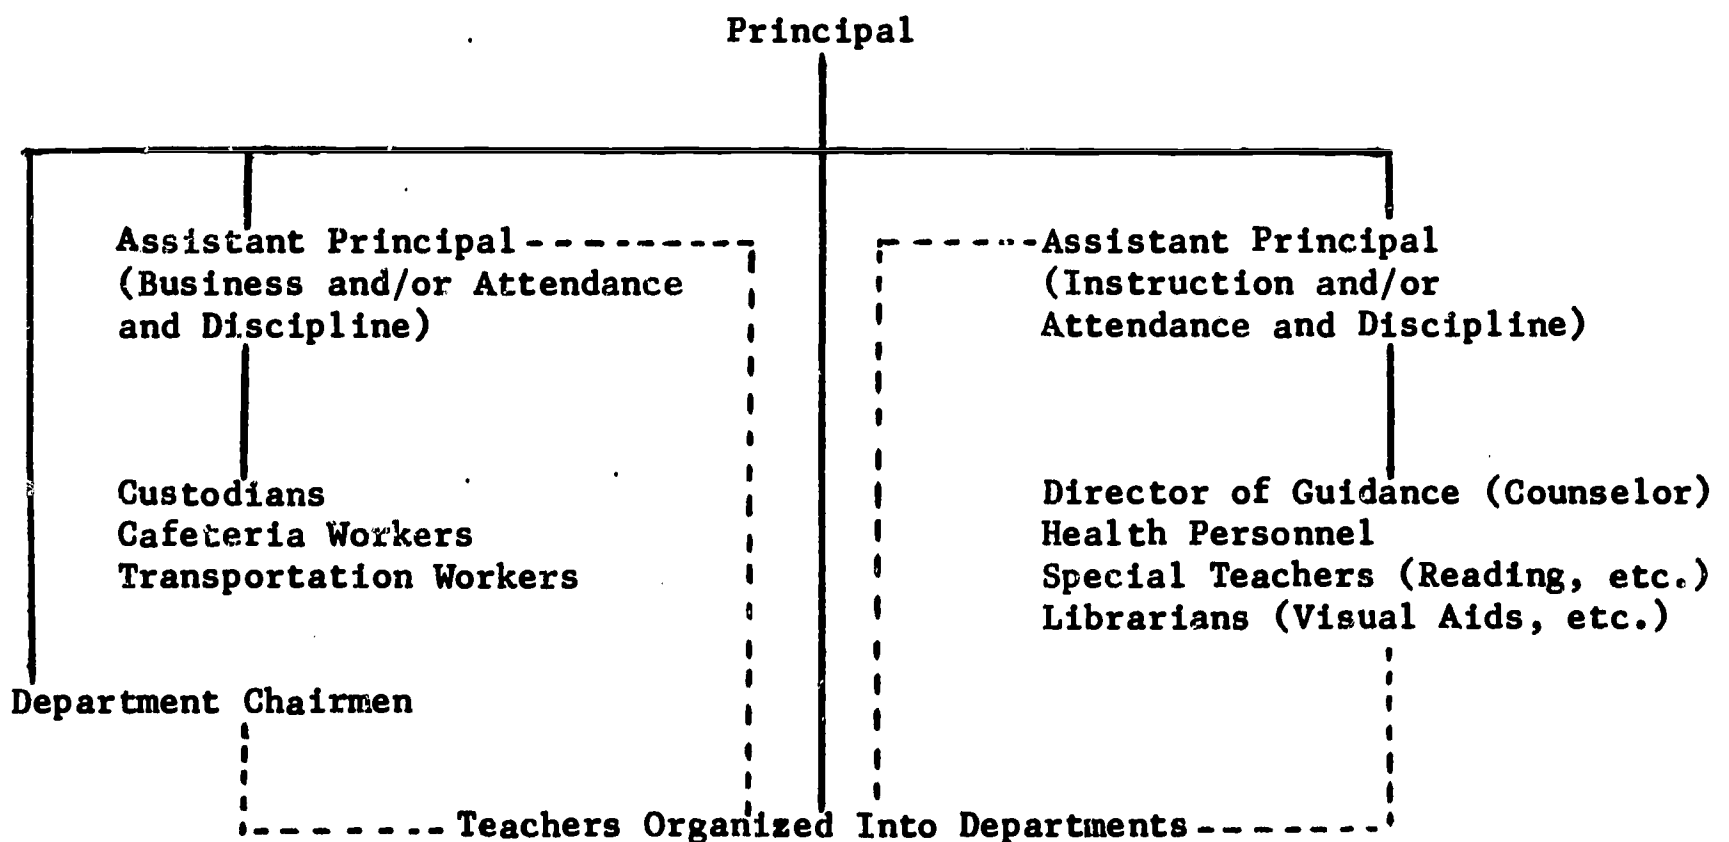 Principal
Assistant Principal
(Business and/or Attendance
and Discipline)
Assistant Principal
(Instruction and/or
Attendance and Discipline)
Custodians
Cafeteria Workers
Transportation Workers
Director of Guidance (Counselor)
Health Personnel
Special Teachers (Reading, etc.)
Librarians (Visual Aids, etc.)
Department Chairmen
Teachers Organized Into Departments